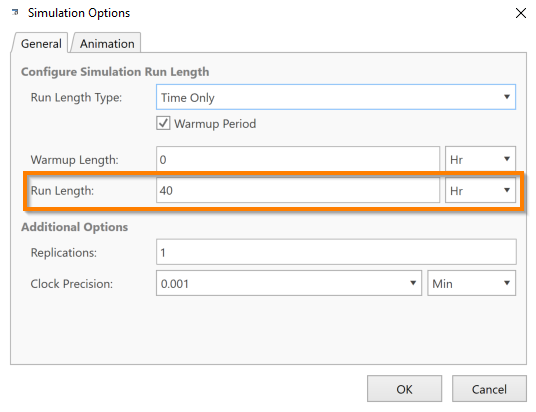 Simulation Options
General Animation
Configure Simulation Run Length
Run Length Type: Time Only
Warmup Period
Warmup Length: 0 Hr
Run Length: 40 Hr
Additional Options
Replications: 1
Clock Precision: 0.001 Min
OK Cancel